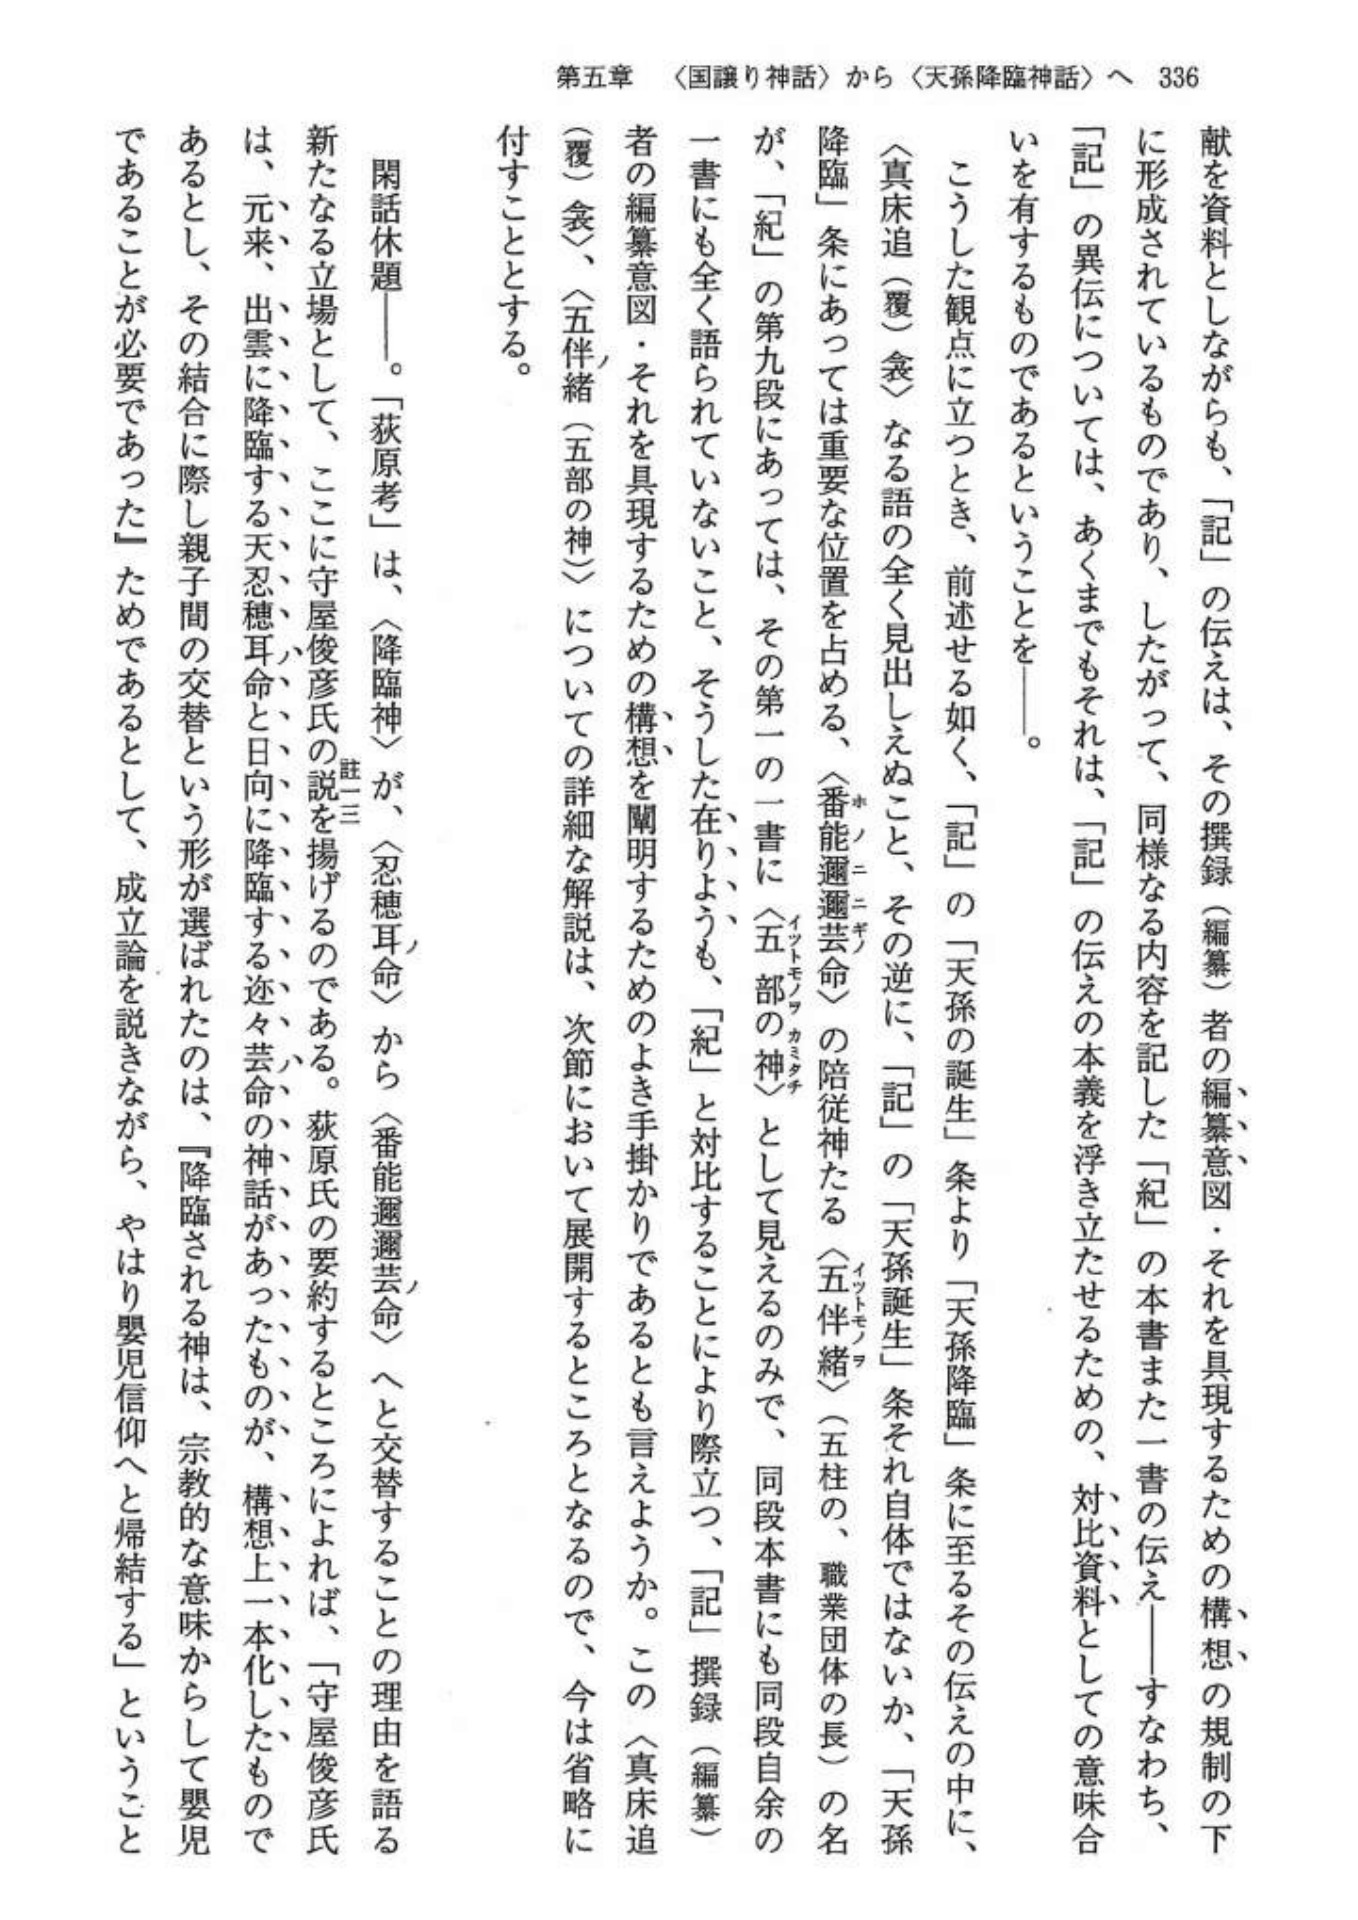 第五章　〈国譲り神話〉から〈天孫降臨神話〉へ　336
献を資料としながらも、「記」の伝えは、その撰録（編纂）者の編纂意図・それを具現するための構想の規制の下
に形成されているものであり、したがって、同様なる内容を記した「紀」の本書また一書の伝え――すなわち、
「記」の異伝については、あくまでもそれは、「記」の伝えの本義を浮き立たせるための、対比資料としての意味合
いを有するものであるということを――。
　こうした観点に立つとき、前述せる如く、「記」の「天孫の誕生」条より「天孫降臨」条に至るその伝えの中に、
〈真床追（覆）衾〉なる語の全く見出しえぬこと、その逆に、「記」の「天孫誕生」条それ自体ではないか、「天孫
降臨」条にあっては重要な位置を占める、〈番能邇邇芸命〉の陪従神たる〈五伴緒〉（五柱の、職業団体の長）の名
が、「紀」の第九段にあっては、その第一の一書に〈五部の神〉として見えるのみで、同段本書にも同段自余の
一書にも全く語られていないこと、そうした在りようも、「紀」と対比することにより際立つ、「記」撰録（編纂）
者の編纂意図・それを具現するための構想を闡明するためのよき手掛かりであるとも言えようか。この〈真床追
（覆）衾〉、〈五伴ノ緒（五部の神）〉についての詳細な解説は、次節において展開するところとなるので、今は省略に
付すこととする。
　閑話休題――。「荻原考」は、〈降臨神〉が、〈忍穂耳ノ命〉から〈番能邇邇芸ノ命〉へと交替することの理由を語る
新たなる立場として、ここに守屋俊彦氏の説註一三を揚げるのである。荻原氏の要約するところによれば、「守屋俊彦氏
は、元来、出雲に降臨する天忍穂耳ノ命と日向に降臨する迩々芸ノ命の神話があったものが、構想上一本化したもので
あるとし、その結合に際し親子間の交替という形が選ばれたのは、『降臨される神は、宗教的な意味からして嬰児
であることが必要であった』ためであるとして、成立論を説きながら、やはり嬰児信仰へと帰結する」ということ